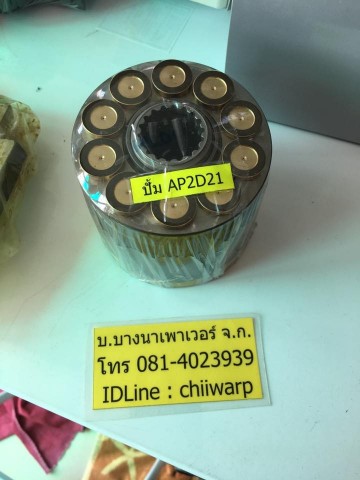 ปั้ม AP2D21
บ.บางนาเพาเวอร์ จ.ก.
โทร 081-4023939
IDLine : chiiwarp